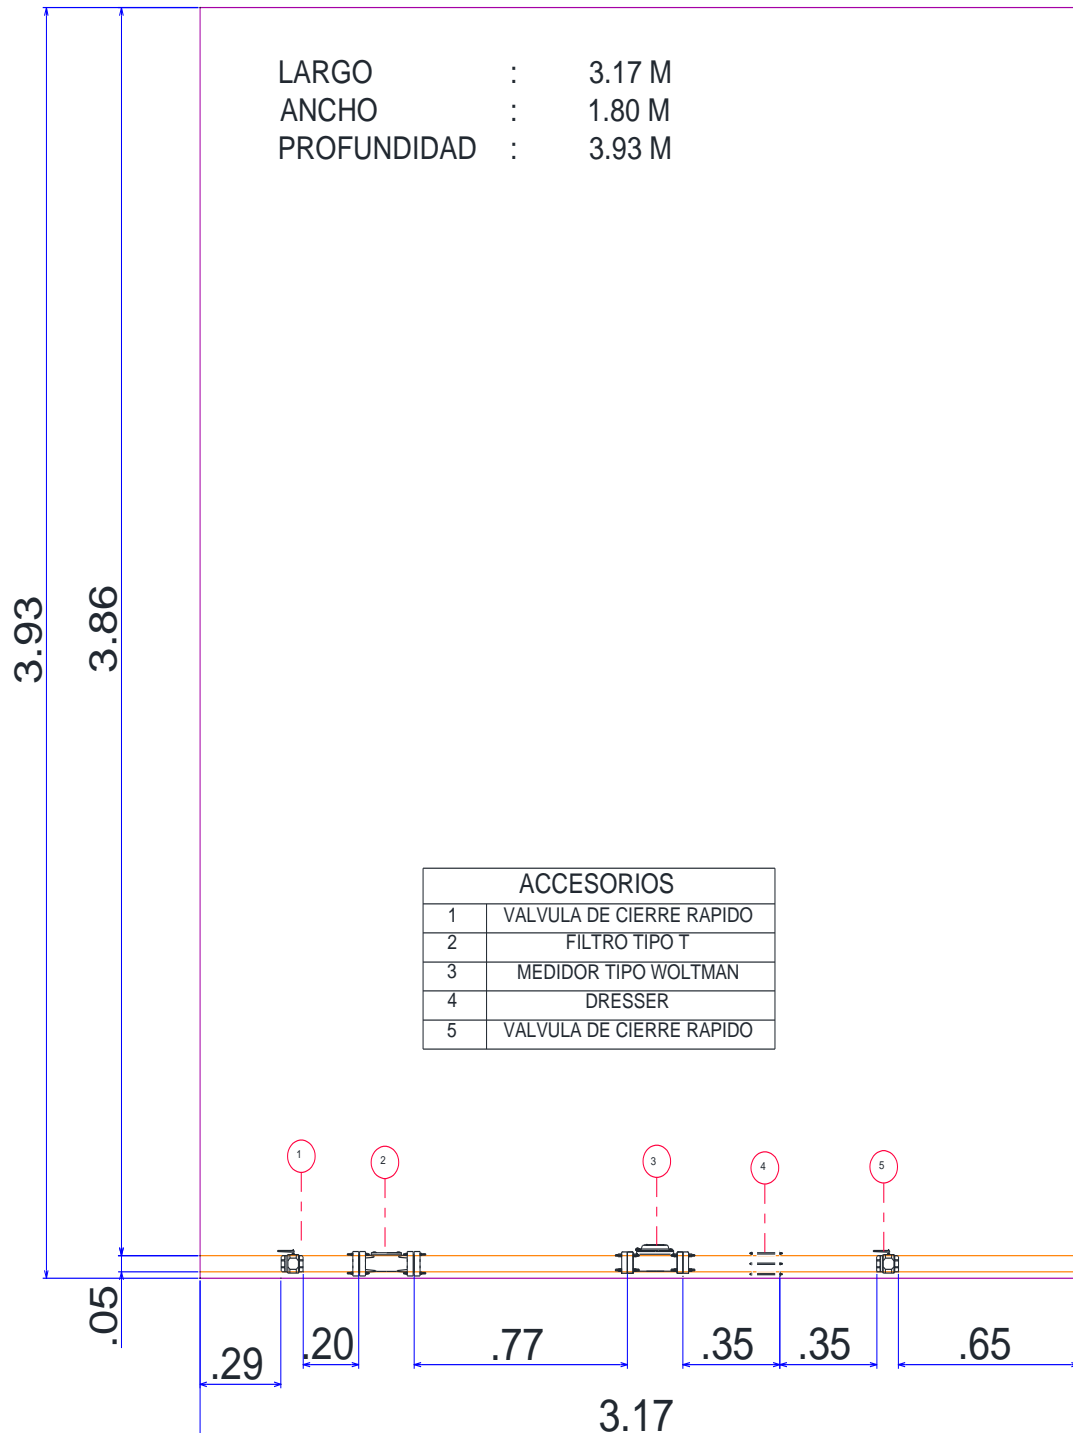 LARGO : 3.17 M
ANCHO : 1.80 M
PROFUNDIDAD : 3.93 M
3.93
3.86
ACCESORIOS
1 VALVULA DE CIERRE RAPIDO
2 FILTRO TIPO T
3 MEDIDOR TIPO WOLTMAN
4 DRESSER
5 VALVULA DE CIERRE RAPIDO
1 2 3 4 5
.05
.29 .20 .77 .35 .35 .65
3.17